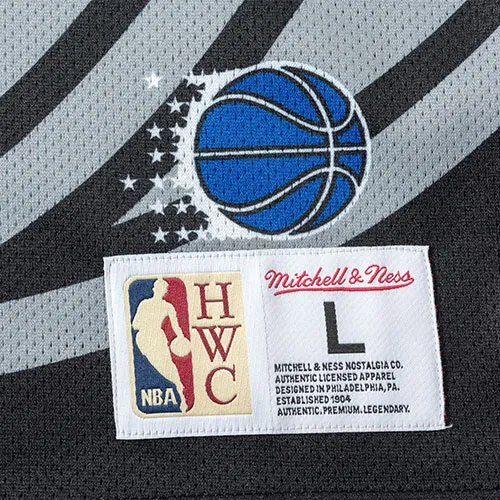 NBA
H
W
C
Mitchell & Ness
L
MITCHELL & NESS NOSTALGIA CO.
AUTHENTIC LICENSED APPAREL
DESIGNED IN PHILADELPHIA, PA.
ESTABLISHED 1904
AUTHENTIC. PREMIUM. LEGENDARY.